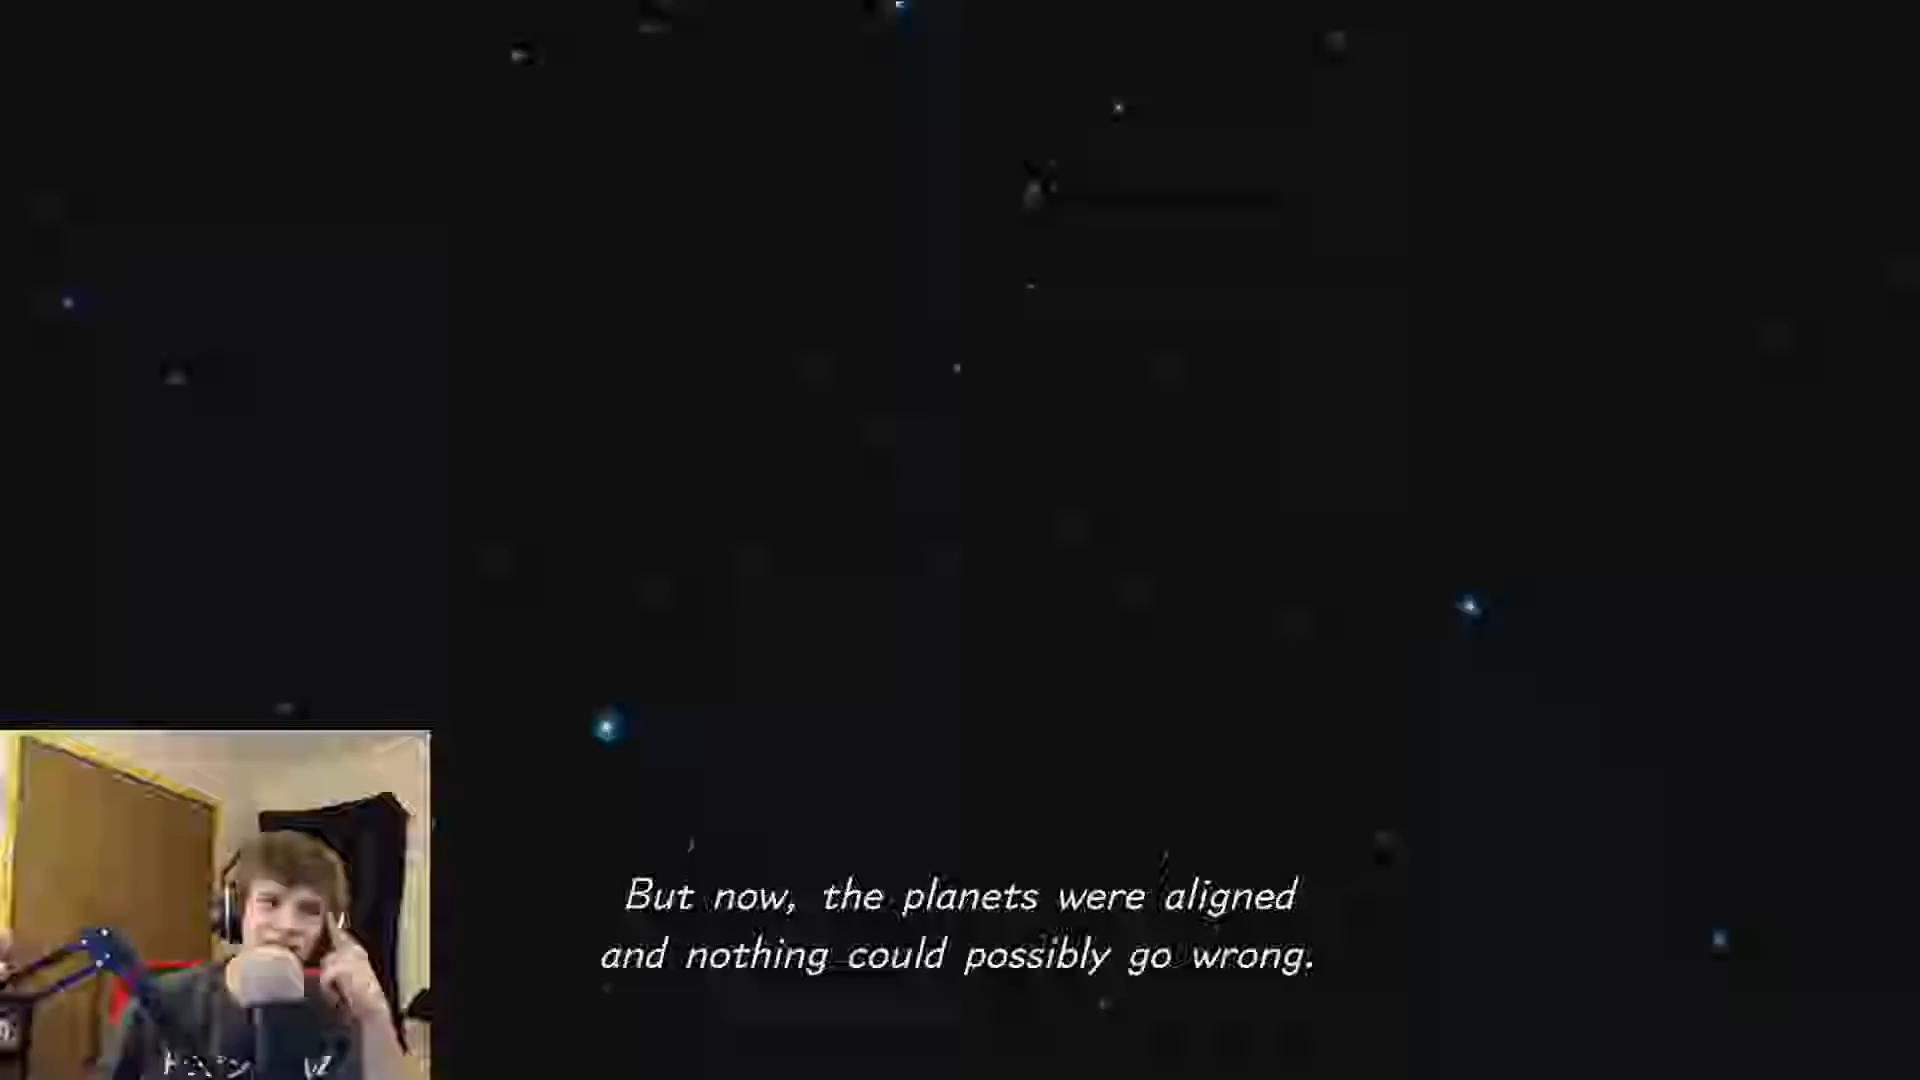 But now, the planets were aligned
and nothing could possibly go wrong.